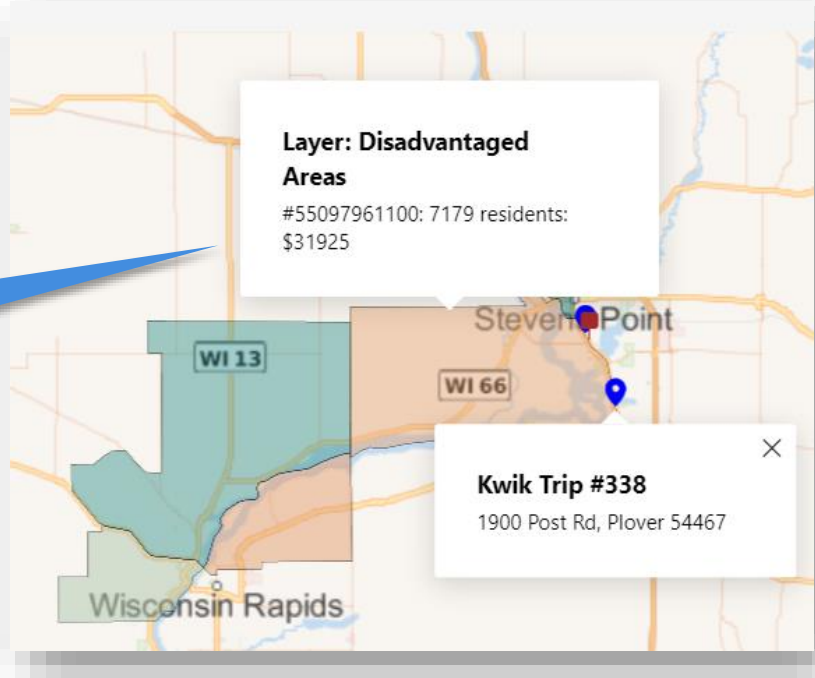 Layer: Disadvantaged
Areas
#55097961100: 7179 residents:
$31925
Point
WI 13
WI 66
Kwik Trip #338
1900 Post Rd, Plover 54467
Wisconsin Rapids